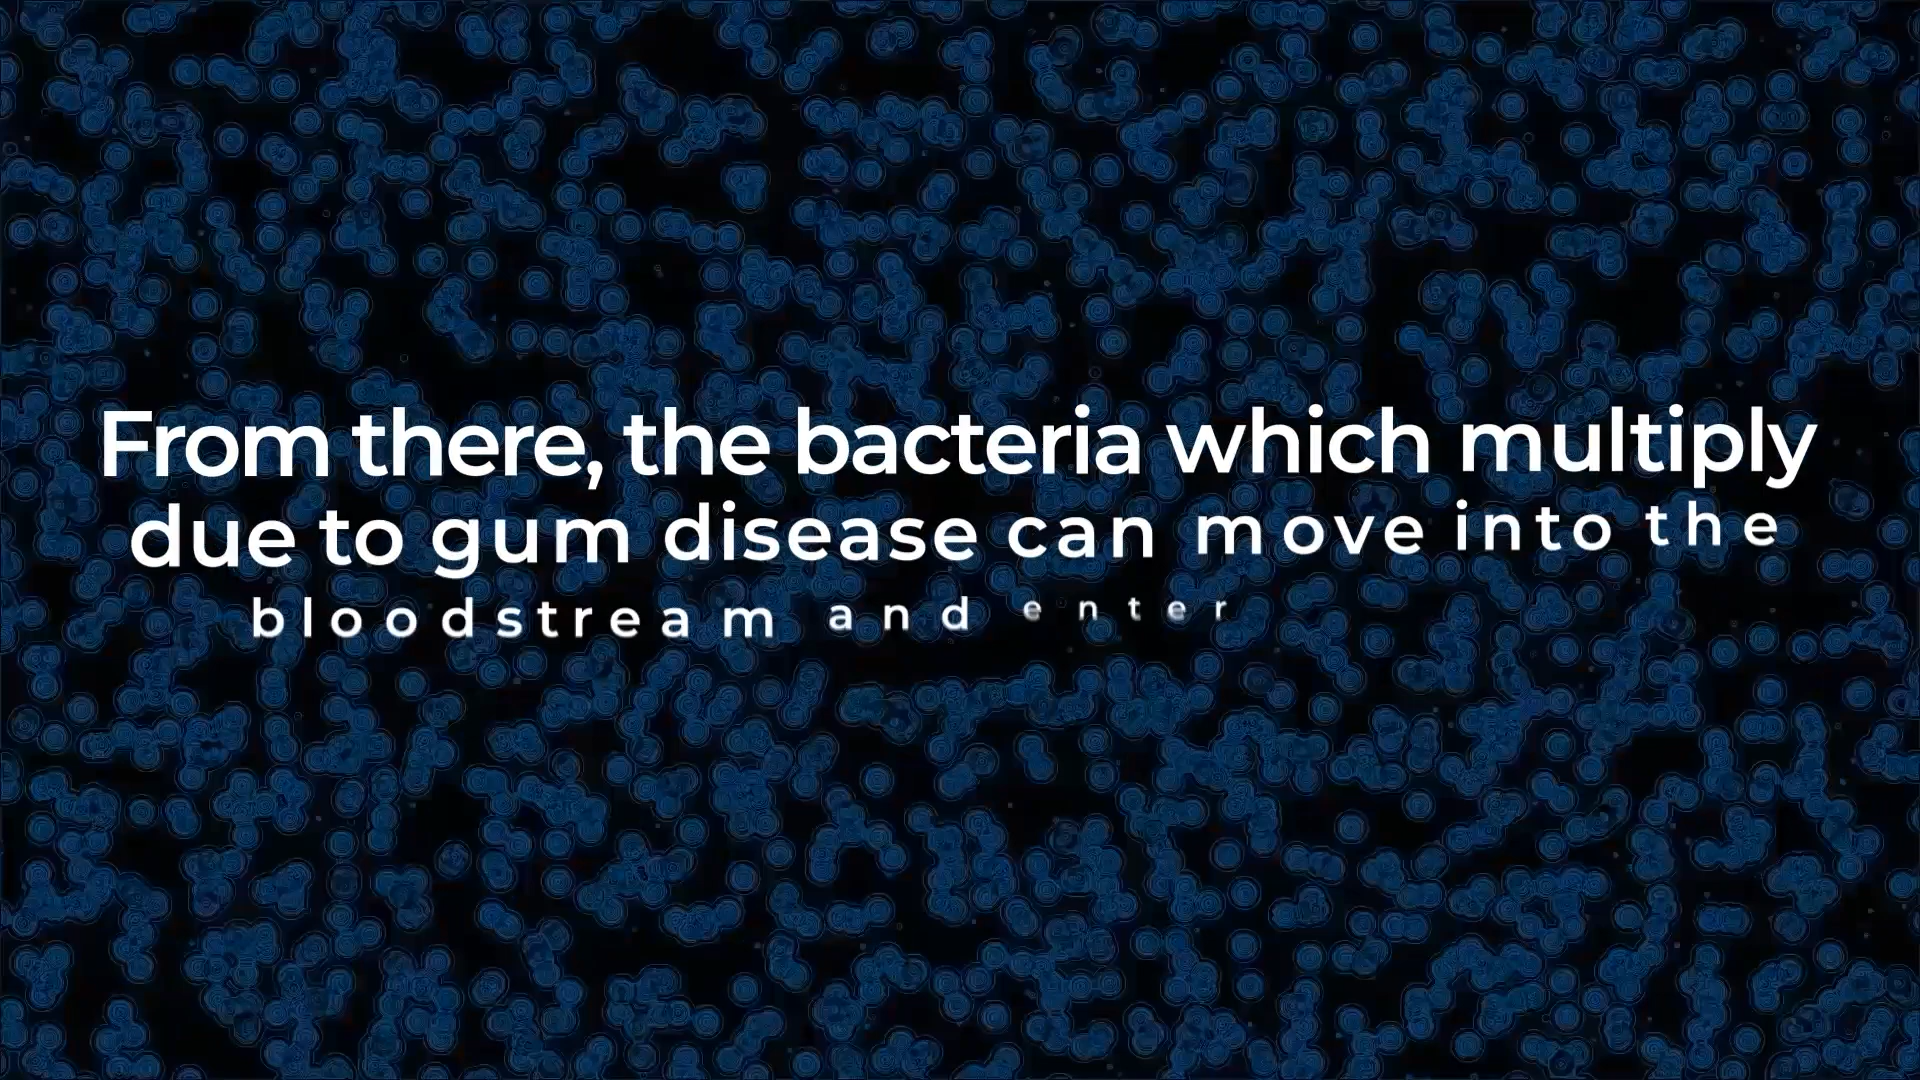 From there, the bacteria which multiply
due to gum disease can move into the
bloodstream and enter